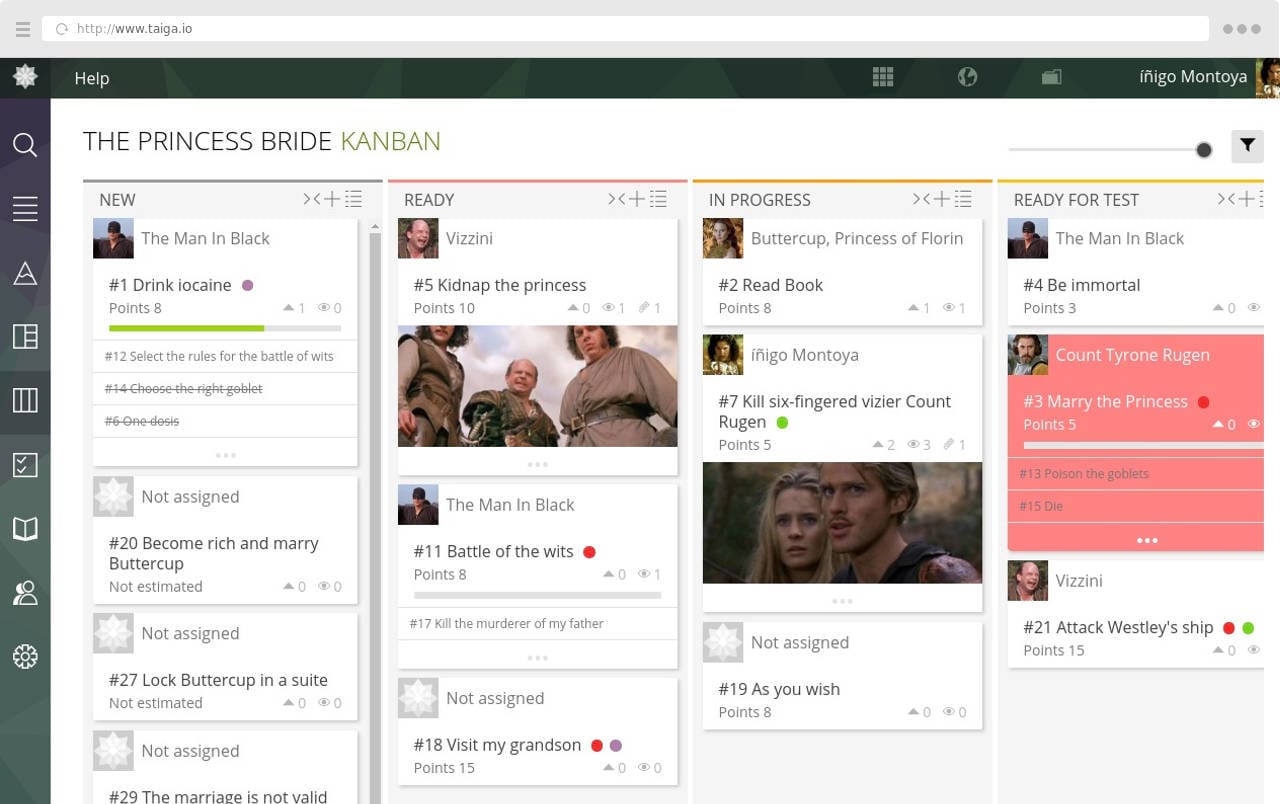 http://www.taiga.io
Help
íñigo Montoya
THE PRINCESS BRIDE KANBAN
NEW
The Man In Black
#1 Drink iocaine
Points 8
1
0
#12 Select the rules for the battle of wits
#14 Choose the right goblet
#6 One dosis
Not assigned
#20 Become rich and marry
Buttercup
Not estimated
0
0
Not assigned
#27 Lock Buttercup in a suite
Not estimated
0
0
Not assigned
#29 The marriage is not valid
READY
Vizzini
#5 Kidnap the princess
Points 10
0
1
1
The Man In Black
#11 Battle of the wits
Points 8
0
1
#17 Kill the murderer of my father
Not assigned
#18 Visit my grandson
Points 15
0
0
IN PROGRESS
Buttercup, Princess of Florin
#2 Read Book
Points 8
1
1
íñigo Montoya
#7 Kill six-fingered vizier Count
Rugen
Points 5
2
3
1
Not assigned
#19 As you wish
Points 8
0
0
READY FOR TEST
The Man In Black
#4 Be immortal
Points 3
0
Count Tyrone Rugen
#3 Marry the Princess
Points 5
0
#13 Poison the goblets
#15 Die
Vizzini
#21 Attack Westley's ship
Points 15
0